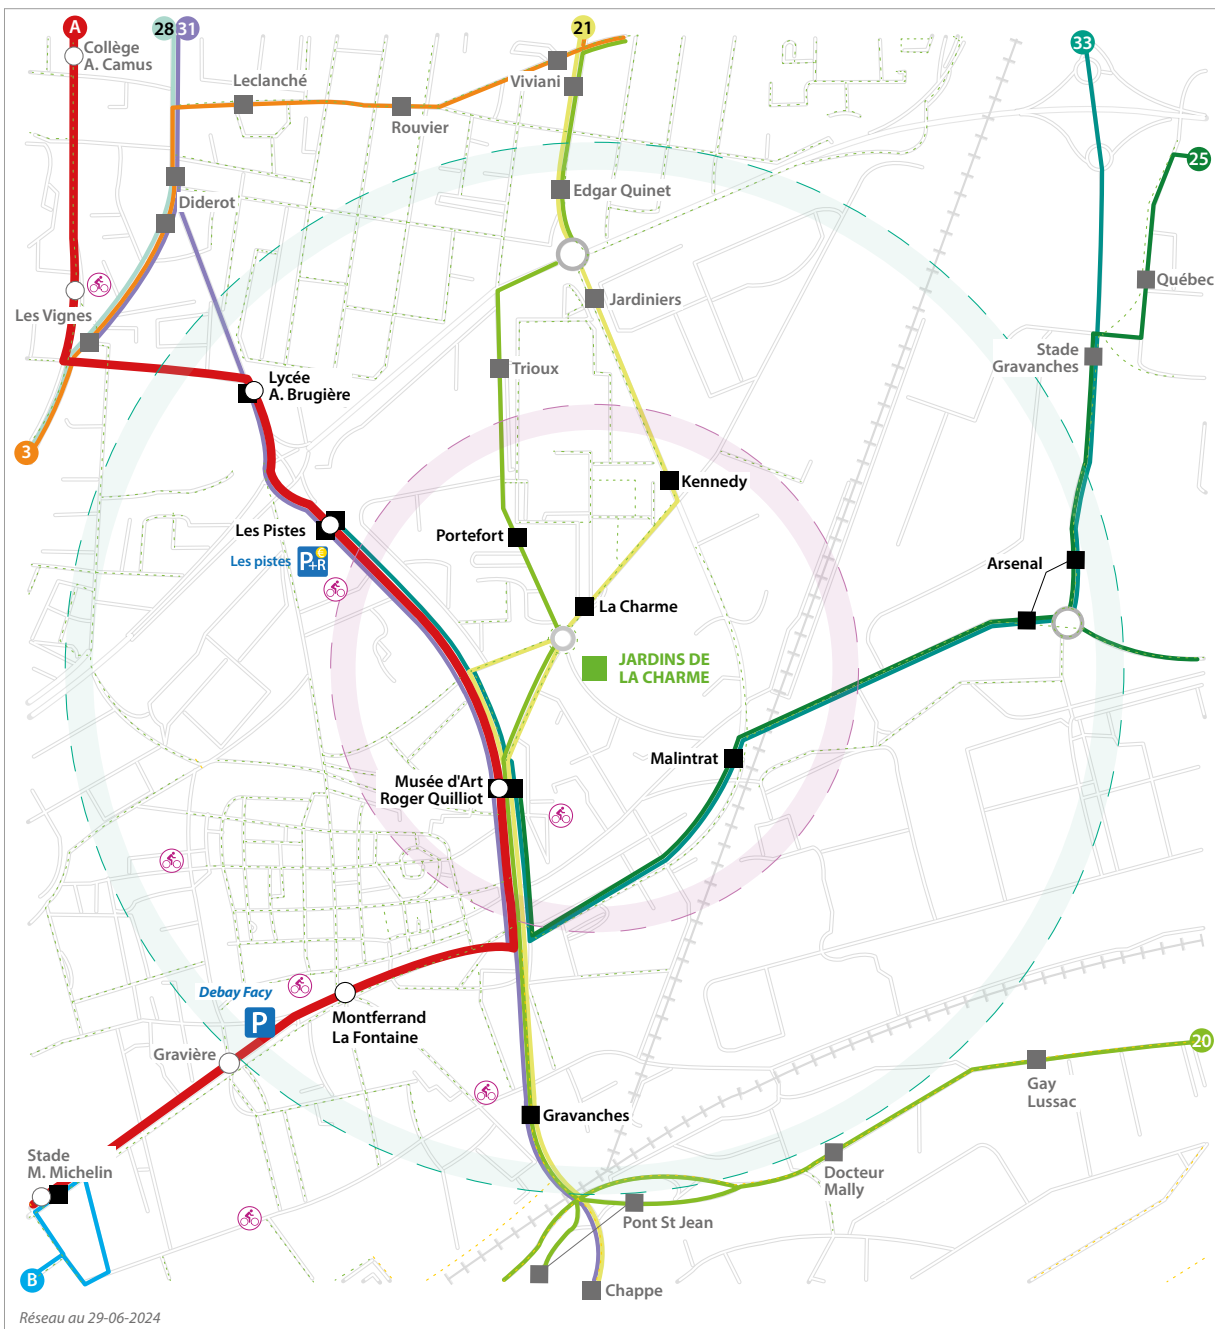 A
28
31
21
33
Collège
A. Camus
Leclanché
Viviani
Rouvier
25
Edgar Quinet
Diderot
Québec
Jardiniers
Les Vignes
Stade
Gravanches
Trioux
Lycée
A. Brugière
3
Kennedy
Les Pistes
Portefort
Les pistes
P+R
Arsenal
La Charme
JARDINS DE
LA CHARME
Malintrat
Musée d'Art
Roger Quilliot
Debay Facy
P
Montferrand
La Fontaine
Gravière
20
Gay
Lussac
Gravanches
Stade
M. Michelin
Docteur
Mally
Pont St Jean
B
Chappe
Réseau au 29-06-2024